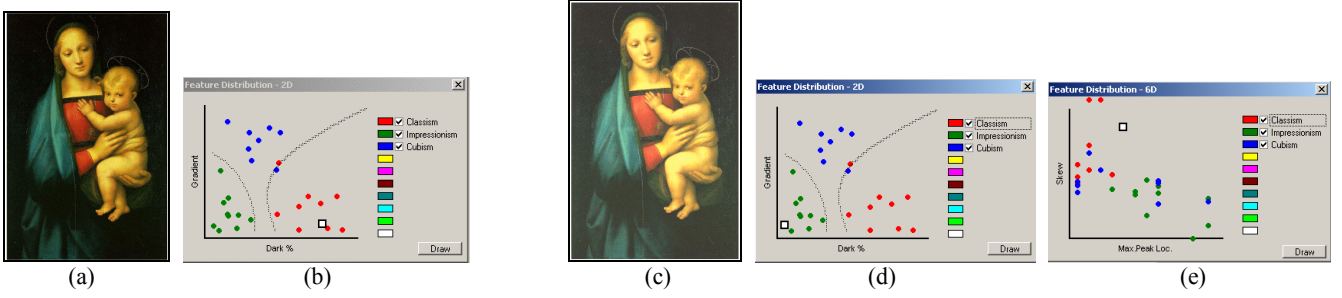 Feature Distribution - 2D
Gradient
Dark %
Classism
Impressionism
Cubism
Draw
Feature Distribution - 2D
Gradient
Dark %
Classism
Impressionism
Cubism
Draw
Feature Distribution - 6D
Skew
Max.Peak Loc.
Classism
Impressionism
Cubism
Draw
(a)
(b)
(c)
(d)
(e)